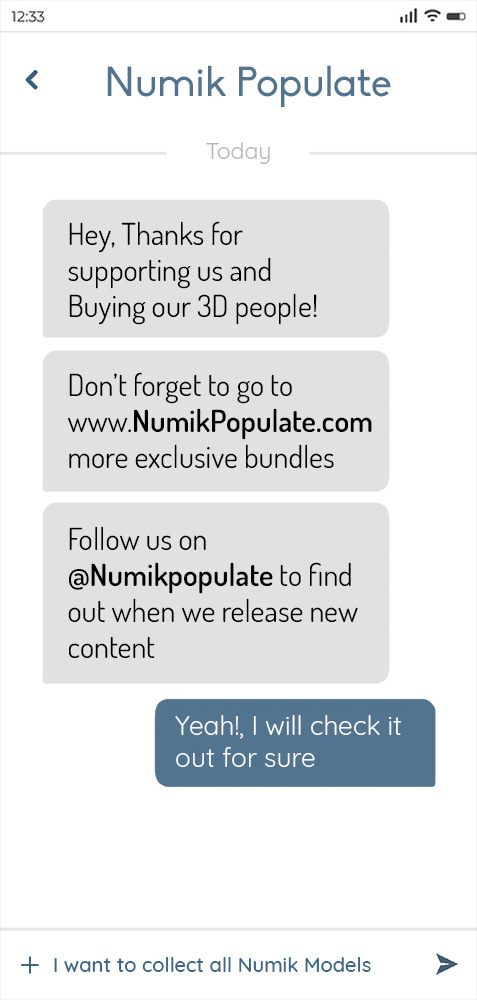 12:33
Numik Populate
Today
Hey, Thanks for
supporting us and
Buying our 3D people!
Don't forget to go to
www.NumikPopulate.com
more exclusive bundles
Follow us on
@Numikpopulate to find
out when we release new
content
Yeah!, I will check it
out for sure
I want to collect all Numik Models